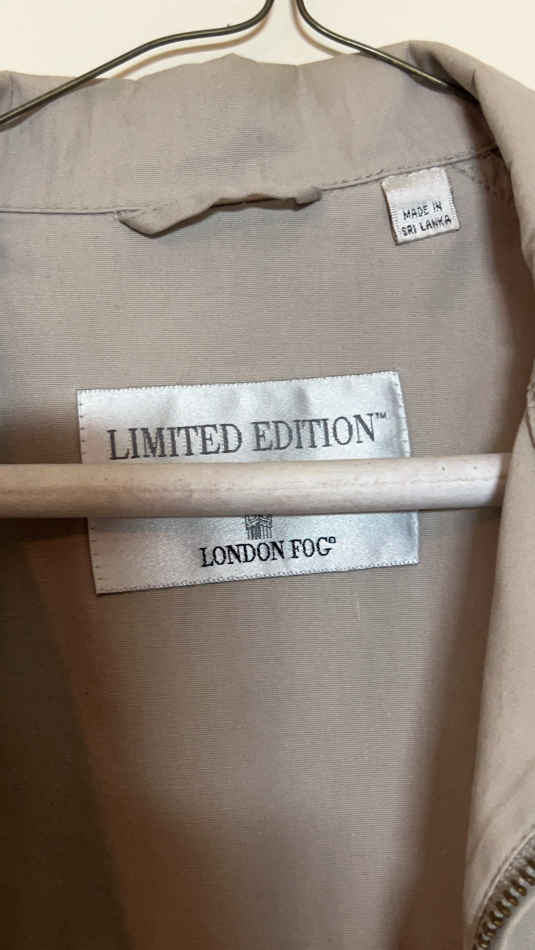 MADE IN
SRI LANKA
LIMITED EDITION™
LONDON FOG®